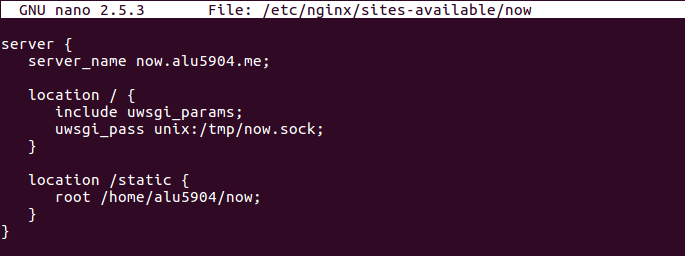 GNU nano 2.5.3 File: /etc/nginx/sites-available/now
server {
server_name now.alu5904.me;
location / {
include uwsgi_params;
uwsgi_pass unix:/tmp/now.sock;
}
location /static {
root /home/alu5904/now;
}
}